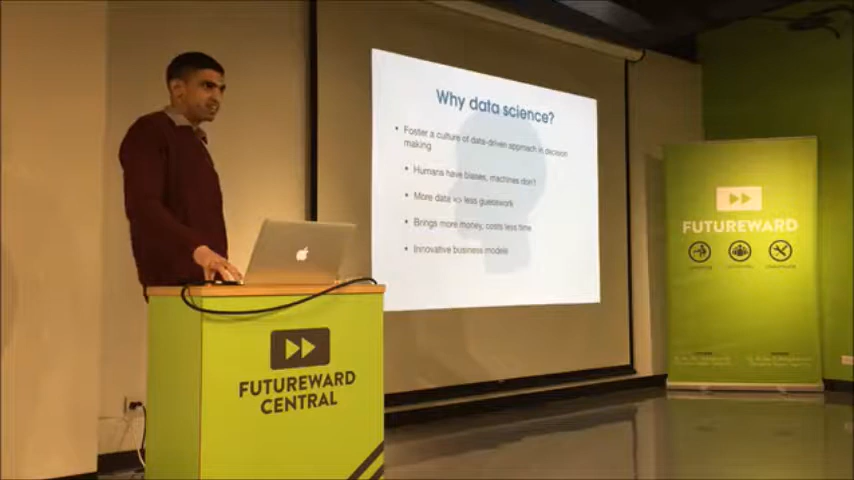 Why data science?
• Foster a culture of data-driven approach in decision
making
• Humans have biases, machines don't
• More data => less guesswork
• Brings more money, costs less time
• Innovative business models
FUTUREWARD
FUTUREWARD
CENTRAL